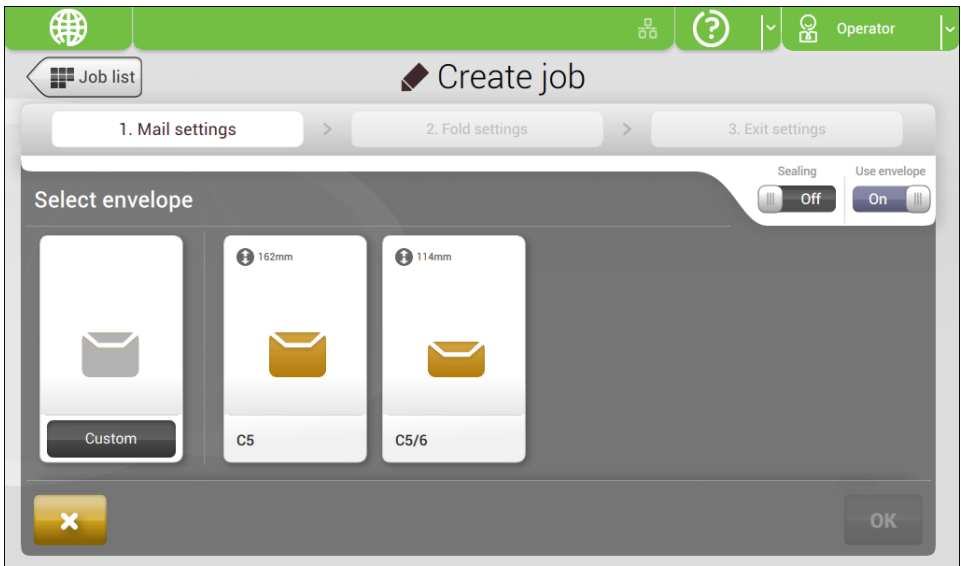 Operator
Job list
Create job
1. Mail settings
2. Fold settings
3. Exit settings
Sealing
Off
Use envelope
On
Select envelope
Custom
162mm
C5
114mm
C5/6
OK